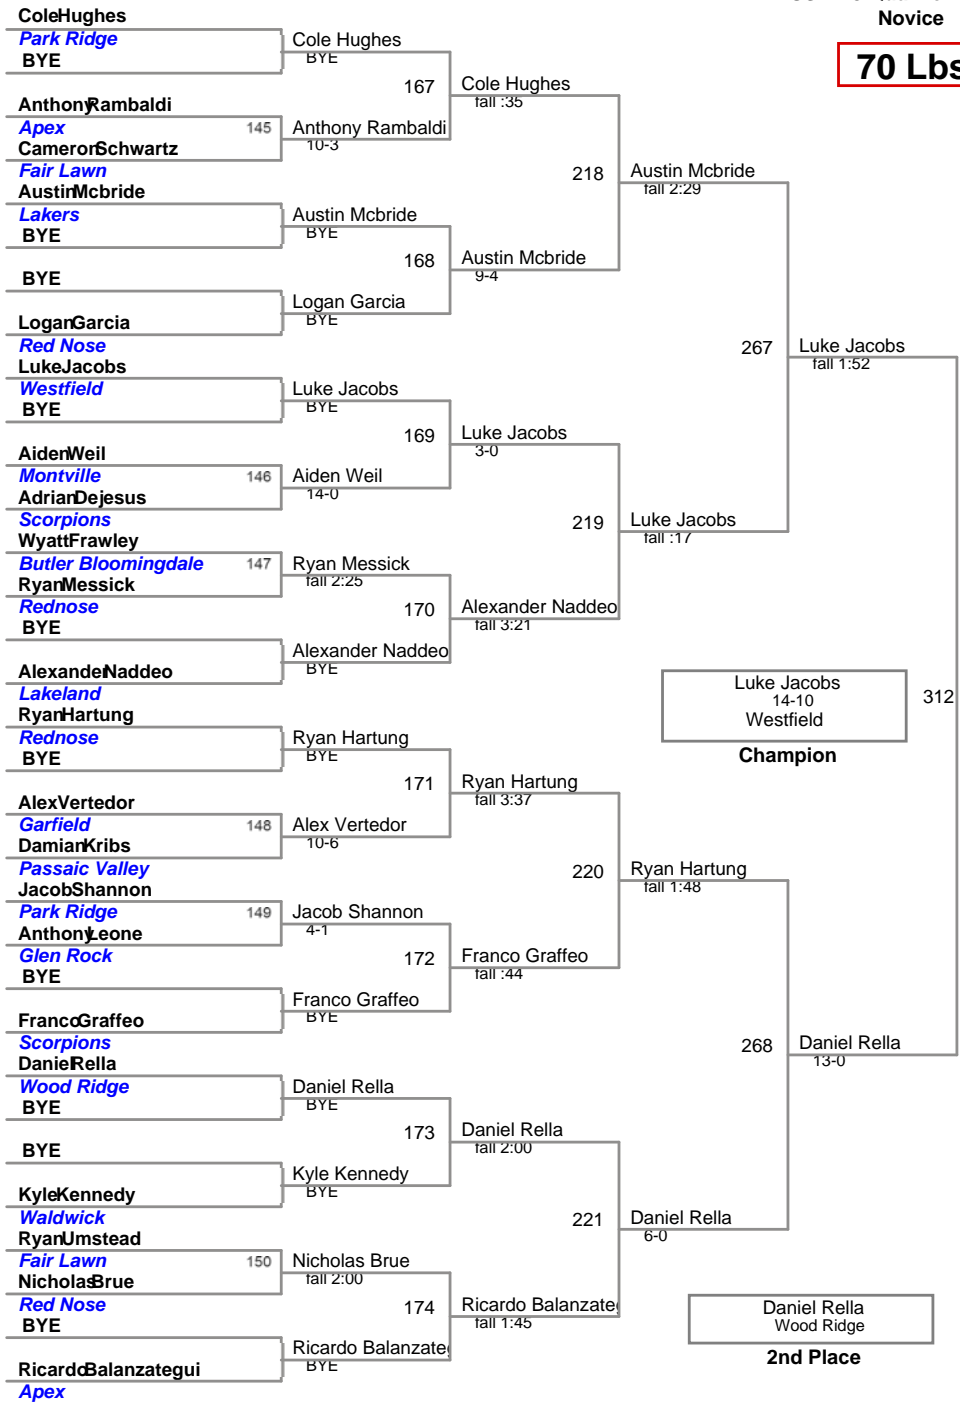 Novice
70 Lbs
ColeHughes
Park Ridge
BYE
AnthonyRambaldi
Apex
CameronSchwartz
Fair Lawn
AustinMcbride
Lakers
BYE
BYE
LoganGarcia
Red Nose
LukeJacobs
Westfield
BYE
AidenWeil
Montville
AdrianDejesus
Scorpions
WyattFrawley
Butler Bloomingdale
RyanMessick
Rednose
BYE
AlexanderNaddeo
Lakeland
RyanHartung
Rednose
BYE
AlexVertedor
Garfield
DamianKribs
Passaic Valley
JacobShannon
Park Ridge
AnthonyLeone
Glen Rock
BYE
FrancoGraffeo
Scorpions
DanielRella
Wood Ridge
BYE
BYE
KyleKennedy
Waldwick
RyanUmstead
Fair Lawn
NicholasBrue
Red Nose
BYE
RicardoBalanzategui
Apex
145
146
147
148
149
150
Cole Hughes
BYE
Anthony Rambaldi
10-3
Austin Mcbride
BYE
Logan Garcia
BYE
Luke Jacobs
BYE
Aiden Weil
14-0
Ryan Messick
fall 2:25
Alexander Naddeo
BYE
Ryan Hartung
BYE
Alex Vertedor
10-6
Jacob Shannon
4-1
Franco Graffeo
BYE
Daniel Rella
BYE
Kyle Kennedy
BYE
Nicholas Brue
fall 2:00
Ricardo Balanzate
BYE
167
168
169
170
171
172
173
174
Cole Hughes
fall :35
Austin Mcbride
9-4
Luke Jacobs
3-0
Alexander Naddeo
fall 3:21
Ryan Hartung
fall 3:37
Franco Graffeo
fall :44
Daniel Rella
fall 2:00
Ricardo Balanzate
fall 1:45
218
219
220
221
Austin Mcbride
fall 2:29
Luke Jacobs
fall :17
Ryan Hartung
fall 1:48
Daniel Rella
6-0
267
268
Luke Jacobs
fall 1:52
Daniel Rella
13-0
312
Luke Jacobs
14-10
Westfield
Champion
Daniel Rella
Wood Ridge
2nd Place